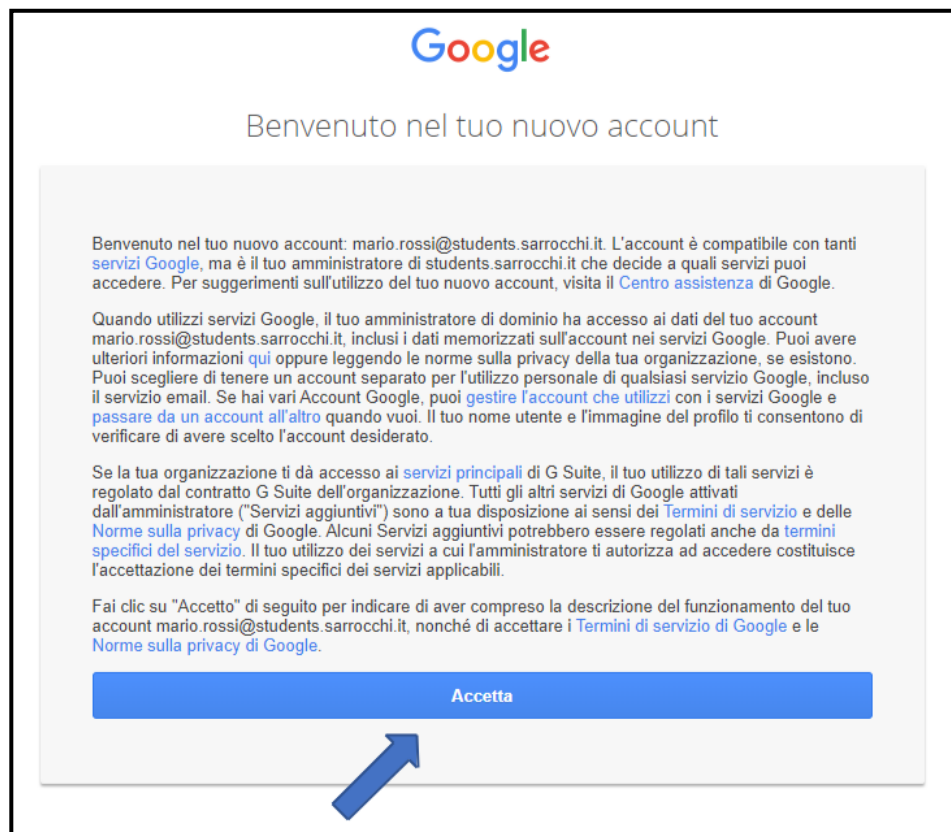 Google
Benvenuto nel tuo nuovo account
Benvenuto nel tuo nuovo account: mario.rossi@students.sarrocchi.it. L'account è compatibile con tanti
servizi Google, ma è il tuo amministratore di students.sarrocchi.it che decide a quali servizi puoi
accedere. Per suggerimenti sull'utilizzo del tuo nuovo account, visita il Centro assistenza di Google.
Quando utilizzi servizi Google, il tuo amministratore di dominio ha accesso ai dati del tuo account
mario.rossi@students.sarrocchi.it, inclusi i dati memorizzati sull'account nei servizi Google. Puoi avere
ulteriori informazioni qui oppure leggendo le norme sulla privacy della tua organizzazione, se esistono.
Puoi scegliere di tenere un account separato per l'utilizzo personale di qualsiasi servizio Google, incluso
il servizio email. Se hai vari Account Google, puoi gestire l'account che utilizzi con i servizi Google e
passare da un account all'altro quando vuoi. Il tuo nome utente e l'immagine del profilo ti consentono di
verificare di avere scelto l'account desiderato.
Se la tua organizzazione ti dà accesso ai servizi principali di G Suite, il tuo utilizzo di tali servizi è
regolato dal contratto G Suite dell'organizzazione. Tutti gli altri servizi di Google attivati
dall'amministratore ("Servizi aggiuntivi") sono a tua disposizione ai sensi dei Termini di servizio e delle
Norme sulla privacy di Google. Alcuni Servizi aggiuntivi potrebbero essere regolati anche da termini
specifici del servizio. Il tuo utilizzo dei servizi a cui l'amministratore ti autorizza ad accedere costituisce
l'accettazione dei termini specifici dei servizi applicabili.
Fai clic su "Accetto" di seguito per indicare di aver compreso la descrizione del funzionamento del tuo
account mario.rossi@students.sarrocchi.it, nonché di accettare i Termini di servizio di Google e le
Norme sulla privacy di Google.
Accetta